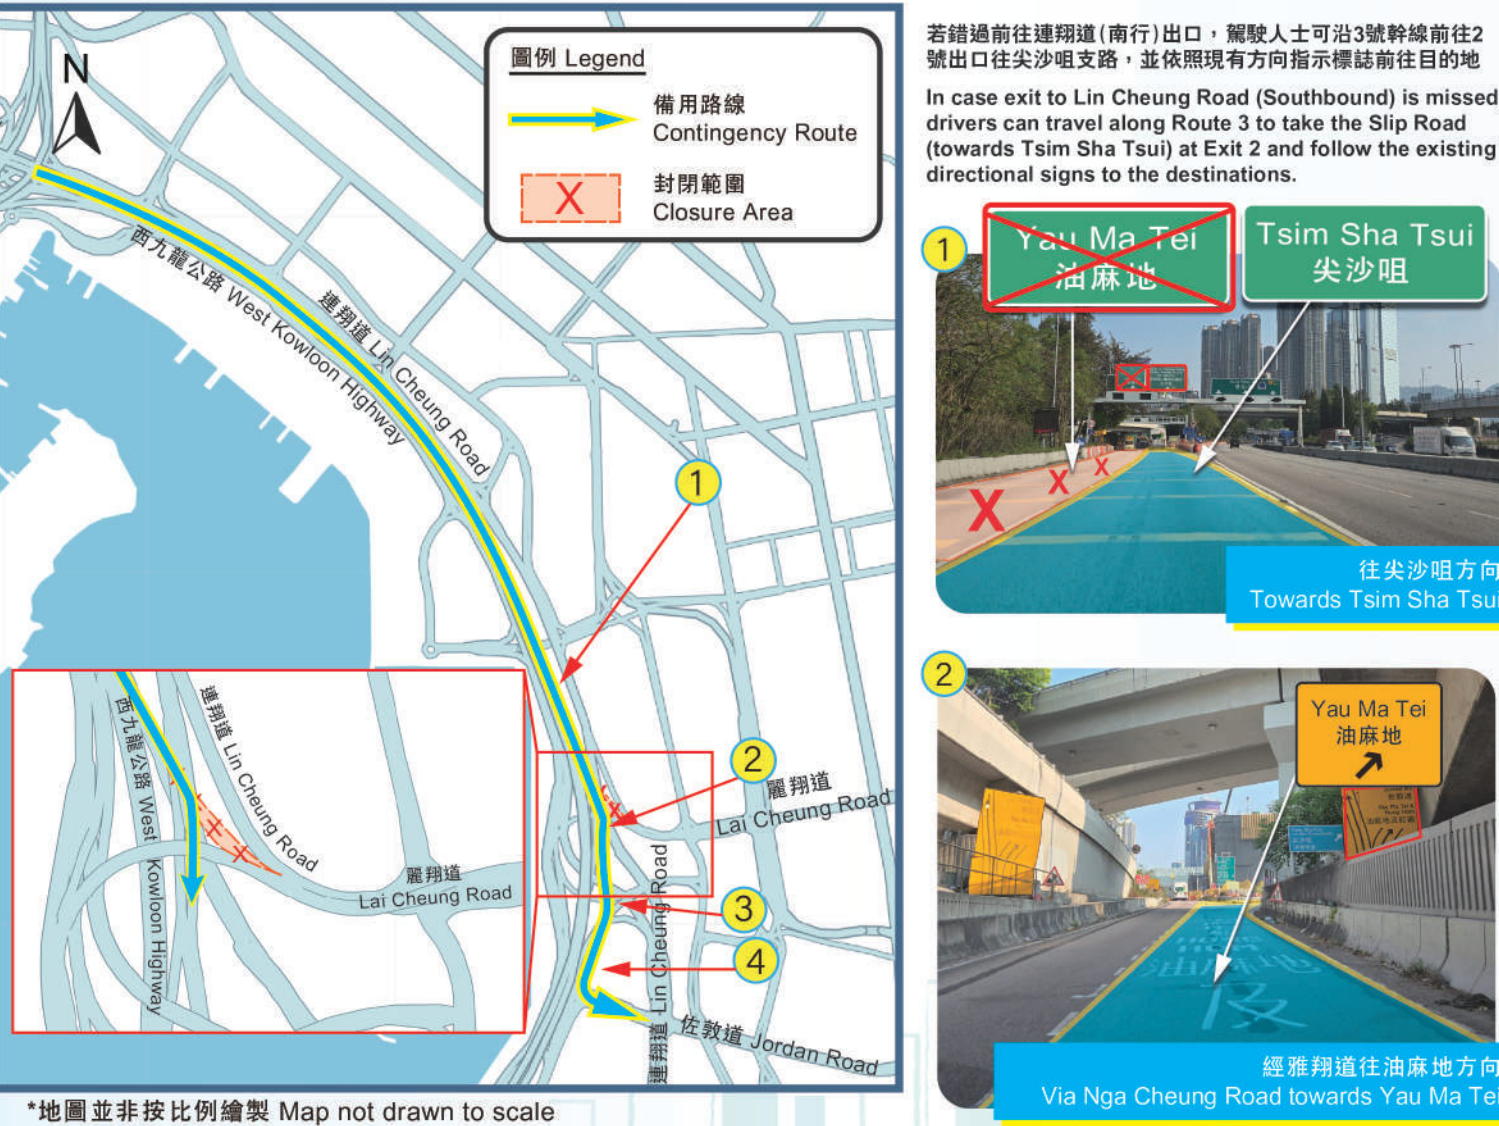 N
圖例 Legend
備用路線
Contingency Route
封閉範圍
X
Closure Area
西九龍公路 West Kowloon Highway
連翔道 Lin Cheung Road
1
2
麗翔道
Lai Cheung Road
3
4
連翔道 Lin Cheung Road
佐敦道 Jordan Road
西九龍公路 West Kowloon Highway
連翔道 Lin Cheung Road
麗翔道
Lai Cheung Road
*地圖並非按比例繪製 Map not drawn to scale
若錯過前往連翔道(南行)出口，駕駛人士可沿3號幹線前往2
號出口往尖沙咀支路，並依照現有方向指示標誌前往目的地
In case exit to Lin Cheung Road (Southbound) is missed
drivers can travel along Route 3 to take the Slip Road
(towards Tsim Sha Tsui) at Exit 2 and follow the existing
directional signs to the destinations.
1
Yau Ma Tei
油麻地
Tsim Sha Tsui
尖沙咀
X X X
往尖沙咀方向
Towards Tsim Sha Tsui
2
Yau Ma Tei
油麻地
及
經雅翔道往油麻地方向
Via Nga Cheung Road towards Yau Ma Tei